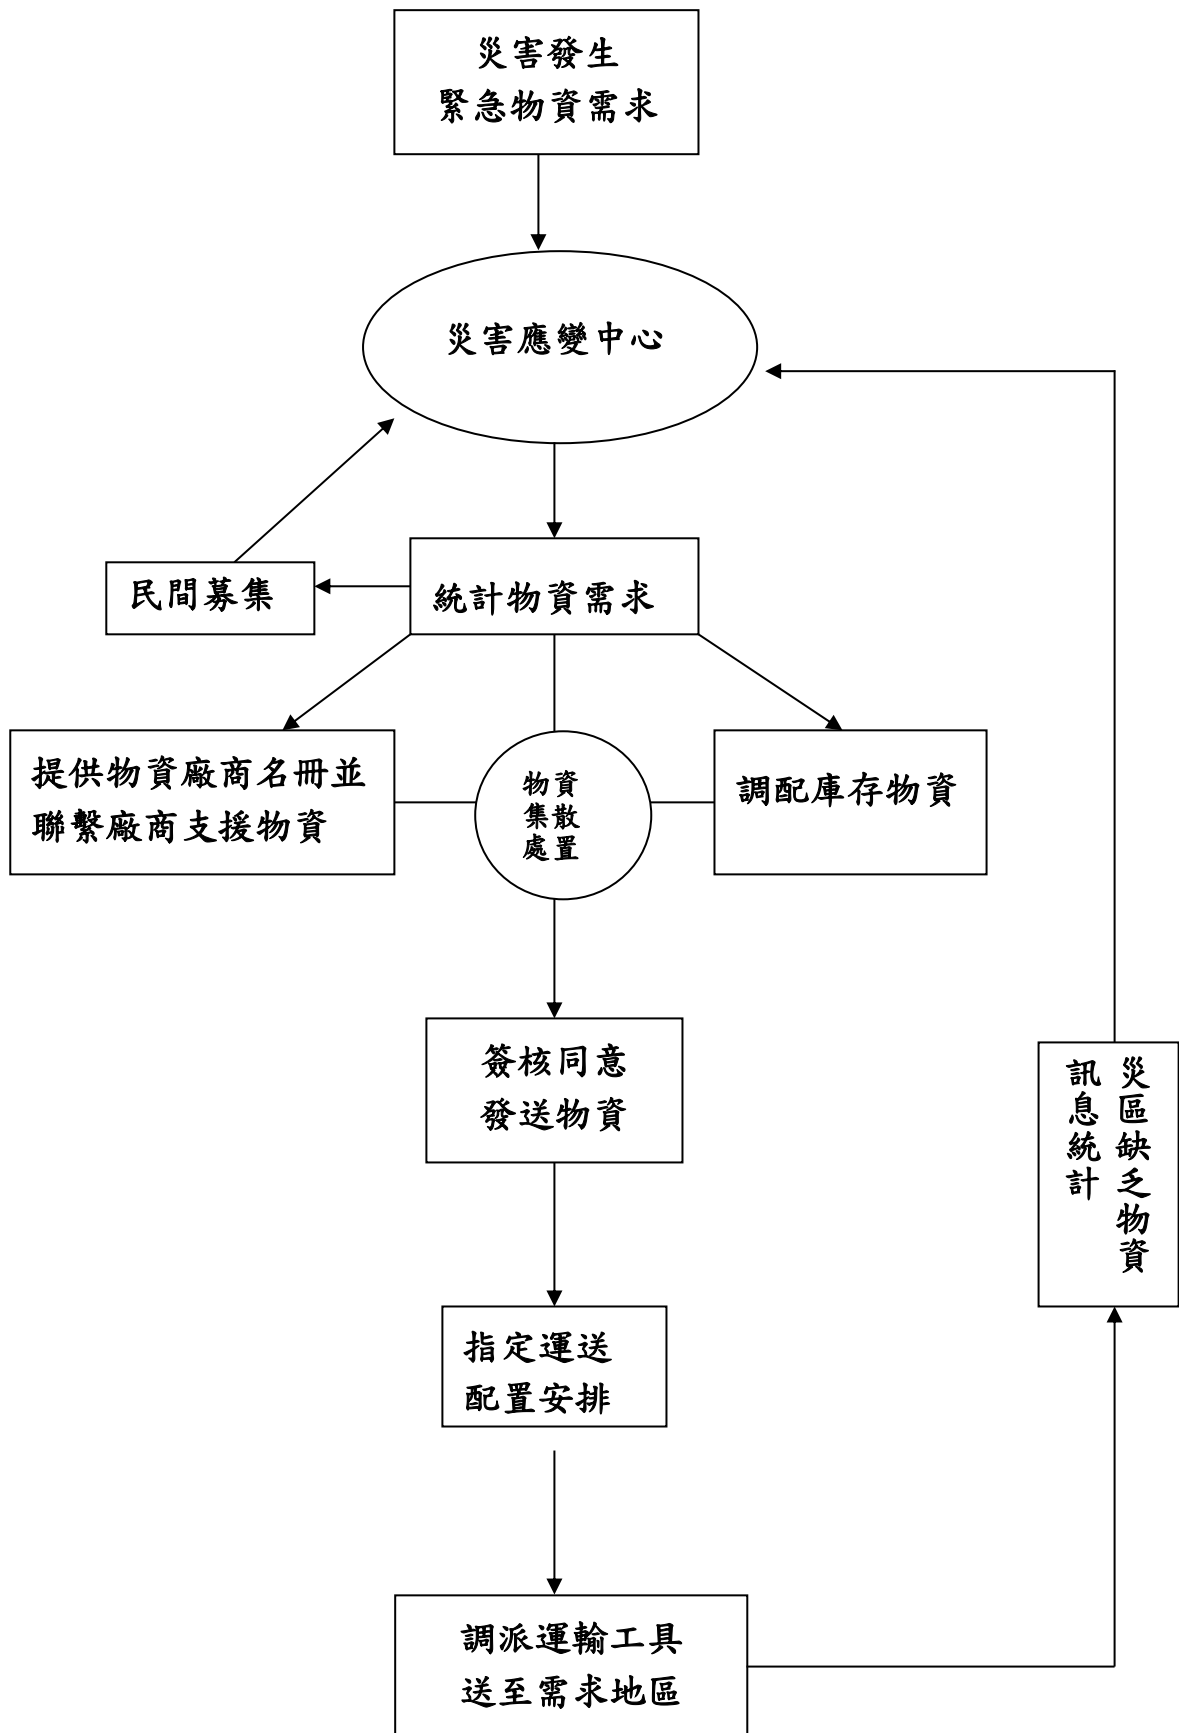 災害發生
緊急物資需求
災害應變中心
民間募集
統計物資需求
提供物資廠商名冊並
聯繫廠商支援物資
物資
集散
處置
調配庫存物資
簽核同意
發送物資
災區缺乏物資
訊息統計
指定運送
配置安排
調派運輸工具
送至需求地區